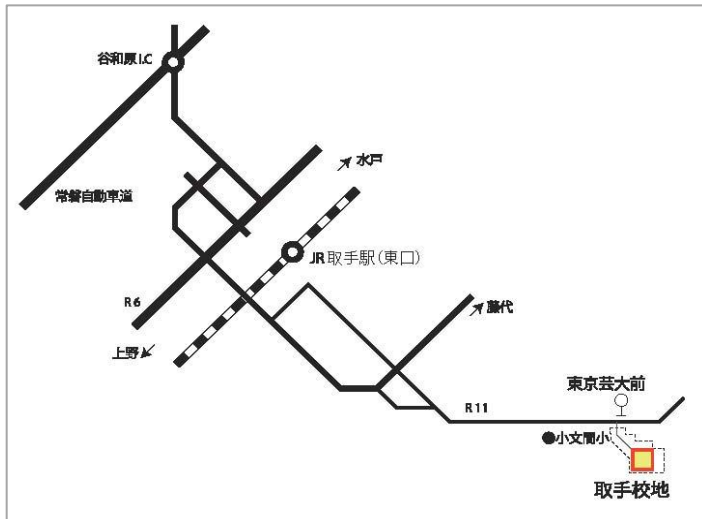 谷和原I.C
水戸
常磐自動車道
JR取手駅(東口)
R6
藤代
上野
東京芸大前
R11
●小文間小
取手校地